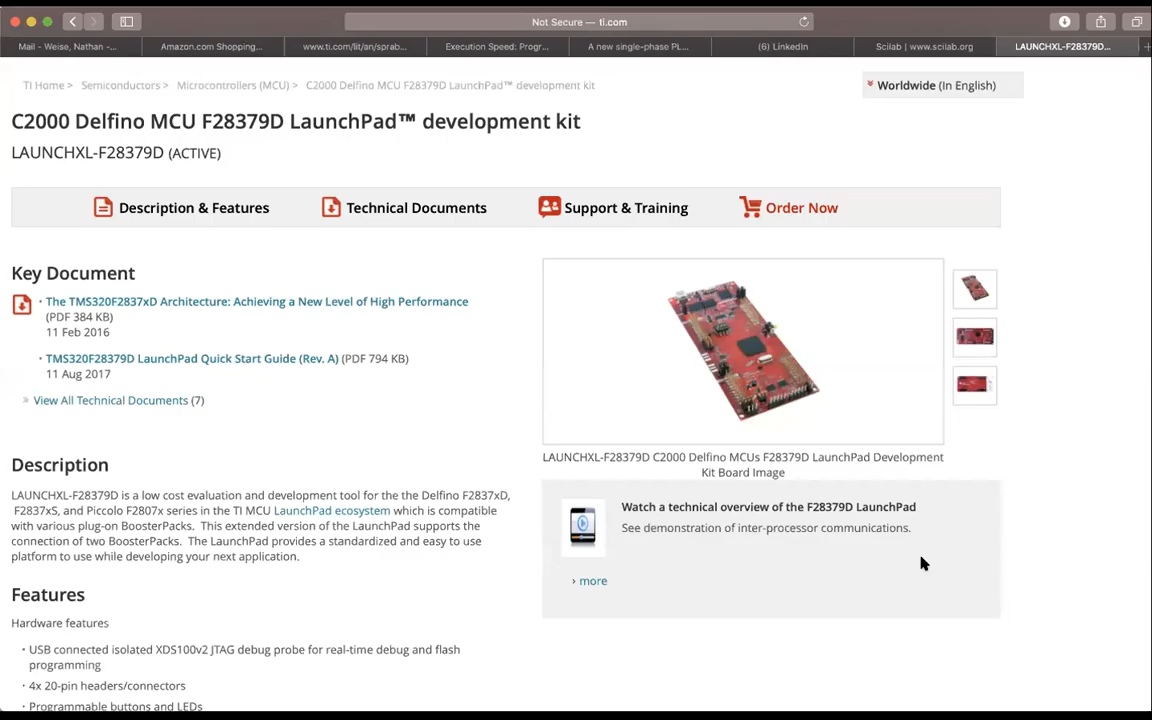 Not Secure — ti.com
Mail - Weise, Nathan -...
Amazon.com Shopping...
www.ti.com/lit/an/sprab...
Execution Speed: Progr...
A new single-phase PL...
(6) LinkedIn
Scilab | www.scilab.org
LAUNCHXL-F28379D...
TI Home > Semiconductors > Microcontrollers (MCU) > C2000 Delfino MCU F28379D LaunchPad™ development kit
Worldwide (In English)
C2000 Delfino MCU F28379D LaunchPad™ development kit
LAUNCHXL-F28379D (ACTIVE)
Description & Features
Technical Documents
Support & Training
Order Now
Key Document
· The TMS320F2837xD Architecture: Achieving a New Level of High Performance
(PDF 384 KB)
11 Feb 2016
· TMS320F28379D LaunchPad Quick Start Guide (Rev. A) (PDF 794 KB)
11 Aug 2017
» View All Technical Documents (7)
LAUNCHXL-F28379D C2000 Delfino MCUs F28379D LaunchPad Development
Kit Board Image
Description
LAUNCHXL-F28379D is a low cost evaluation and development tool for the the Delfino F2837xD,
F2837xS, and Piccolo F2807x series in the TI MCU LaunchPad ecosystem which is compatible
with various plug-on BoosterPacks. This extended version of the LaunchPad supports the
connection of two BoosterPacks. The LaunchPad provides a standardized and easy to use
platform to use while developing your next application.
Watch a technical overview of the F28379D LaunchPad
See demonstration of inter-processor communications.
› more
Features
Hardware features
· USB connected isolated XDS100v2 JTAG debug probe for real-time debug and flash
programming
· 4x 20-pin headers/connectors
· Programmable buttons and LEDs